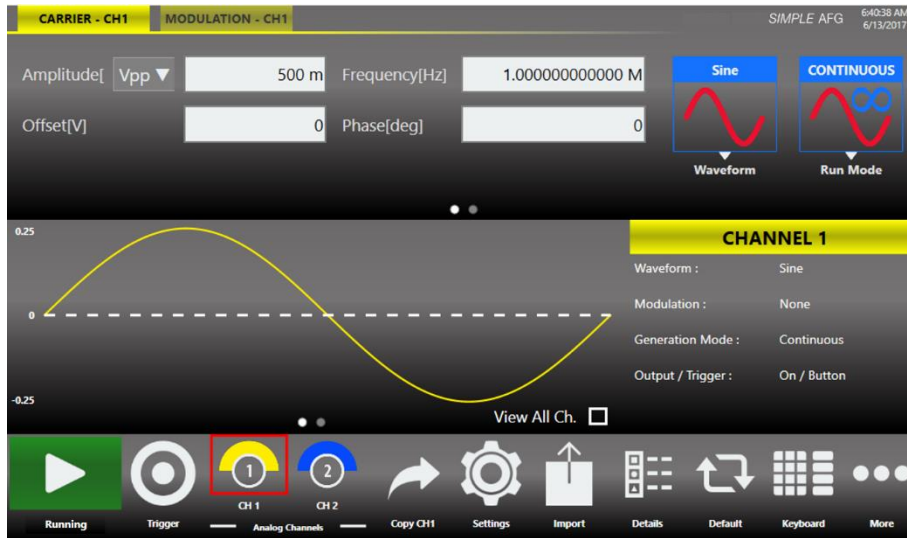 CARRIER - CH1 MODULATION - CH1 SIMPLE AFG 6:40:38 AM
6/13/2017
Amplitude[ Vpp ▼ 500 m Frequency[Hz] 1.000000000000 M Sine CONTINUOUS
Offset[V] 0 Phase[deg] 0
Waveform Run Mode
0.25 CHANNEL 1
Waveform : Sine
0 Modulation : None
Generation Mode : Continuous
Output / Trigger : On / Button
-0.25
View All Ch.
1 2
CH 1 CH 2
Running Trigger Analog Channels Copy CH1 Settings Import Details Default Keyboard More